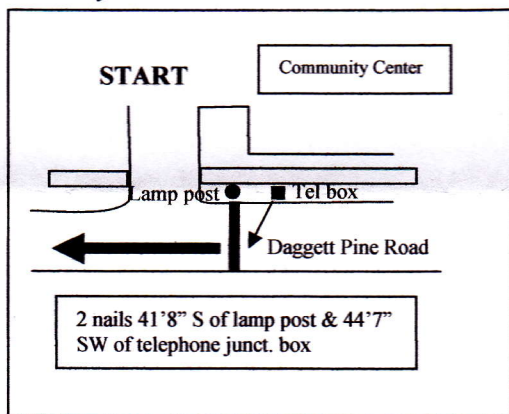 START
Community Center
Lamp post
Tel box
Daggett Pine Road
2 nails 41'8" S of lamp post & 44'7"
SW of telephone junct. box